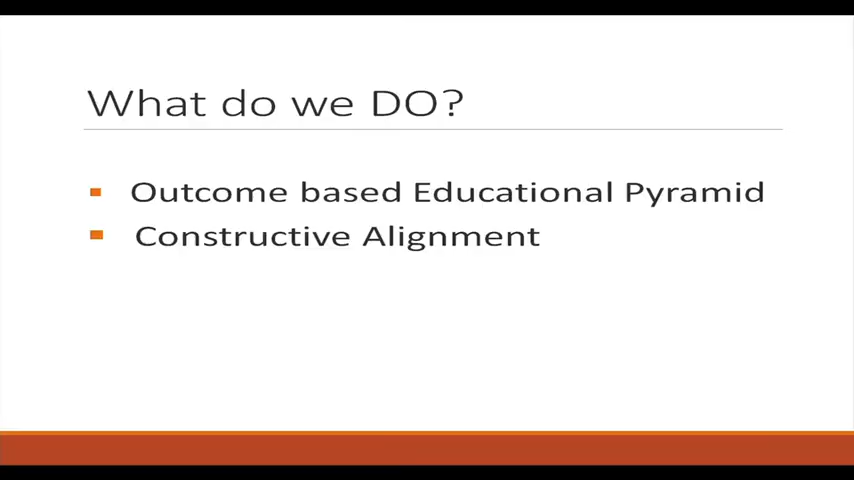 What do we DO?
Outcome based Educational Pyramid
Constructive Alignment